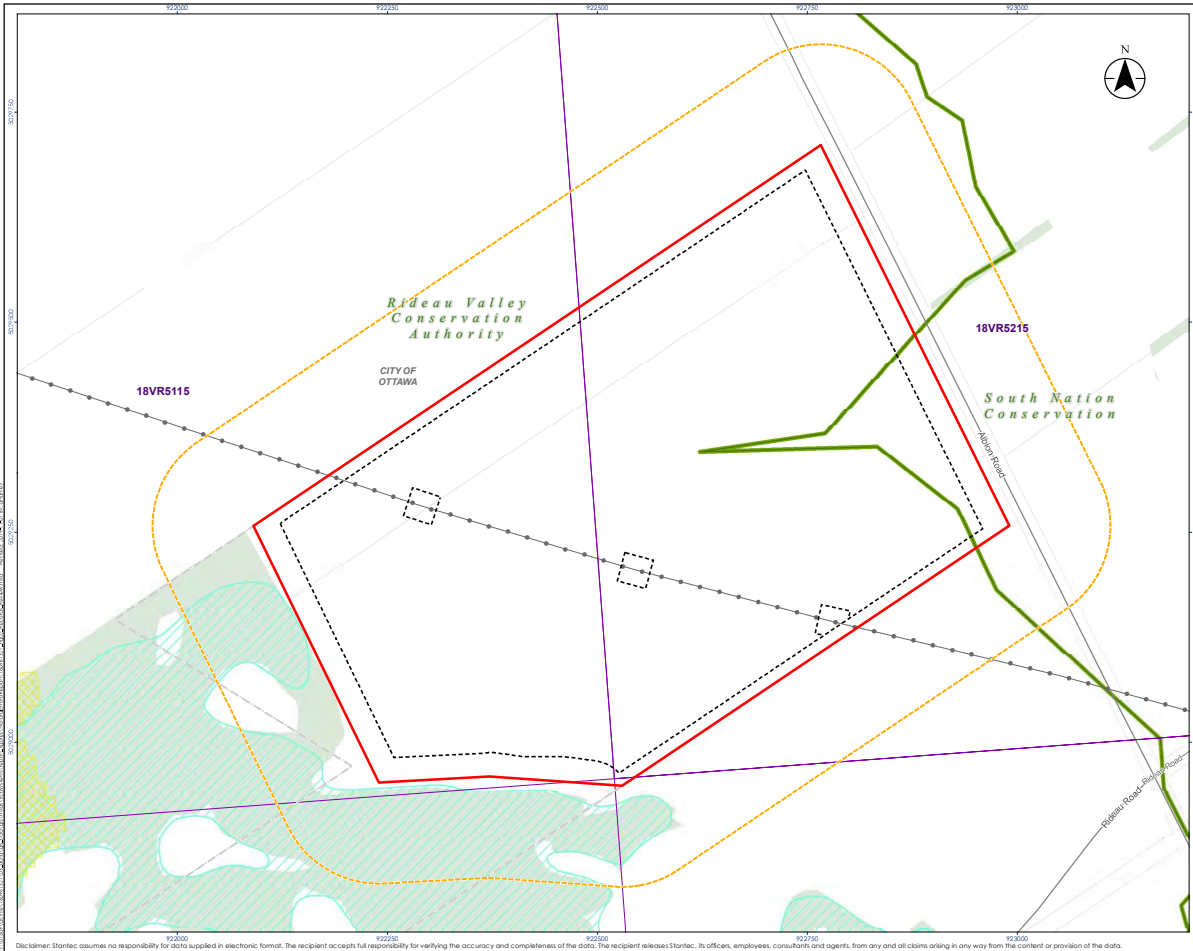 922000
922250
922500
922750
923000
N
5029750
Rideau Valley
Conservation
Authority
5029500
18VR5215
CITY OF
OTTAWA
18VR5115
South Nation
Conservation
Albion Road
5029250
5029000
Rideau Road
Rideau Road
922000
922250
922500
922750
923000
Disclaimer: Stantec assumes no responsibility for data supplied in electronic format. The recipient accepts full responsibility for verifying the accuracy and completeness of the data. The recipient releases Stantec, its officers, employees, consultants and agents, from any and all claims arising in any way from the content or provision of the data.